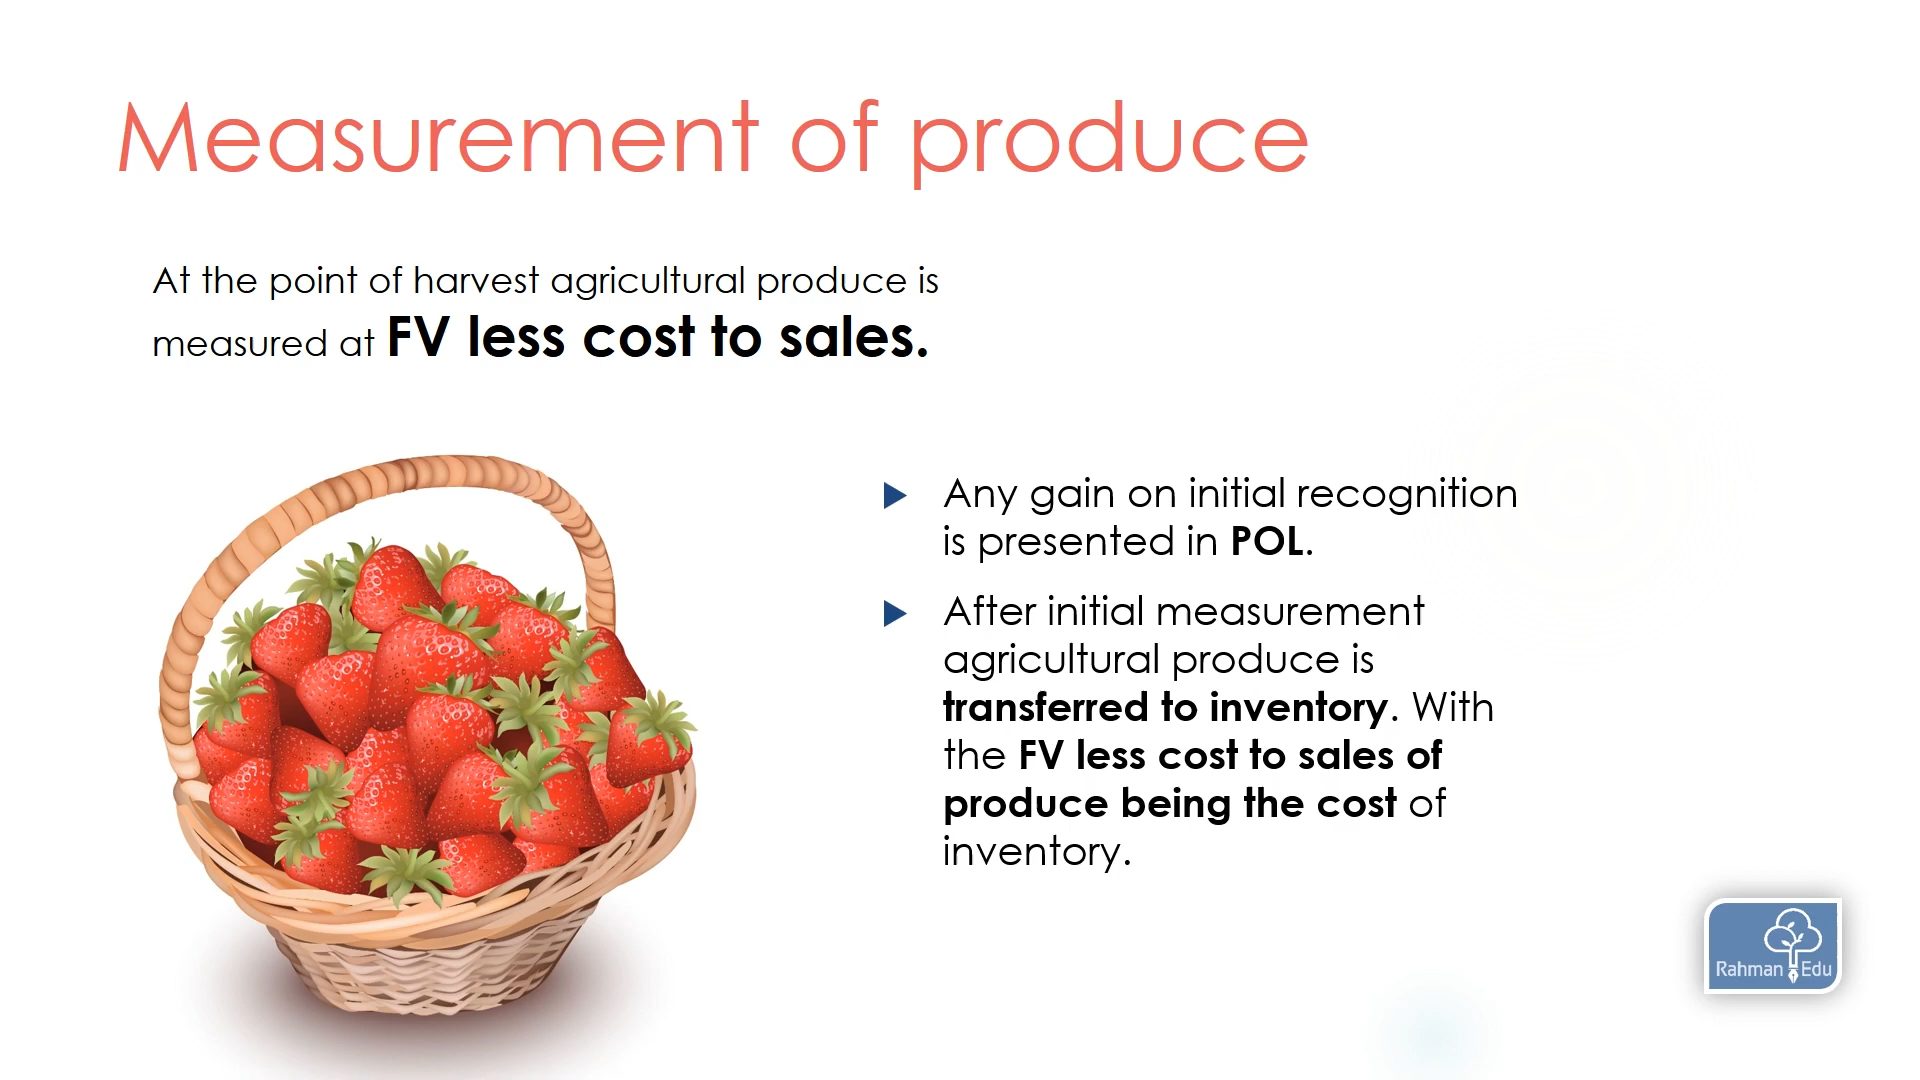 Measurement of produce
At the point of harvest agricultural produce is
measured at FV less cost to sales.
Any gain on initial recognition
is presented in POL.
After initial measurement
agricultural produce is
transferred to inventory. With
the FV less cost to sales of
produce being the cost of
inventory.
Rahman Edu